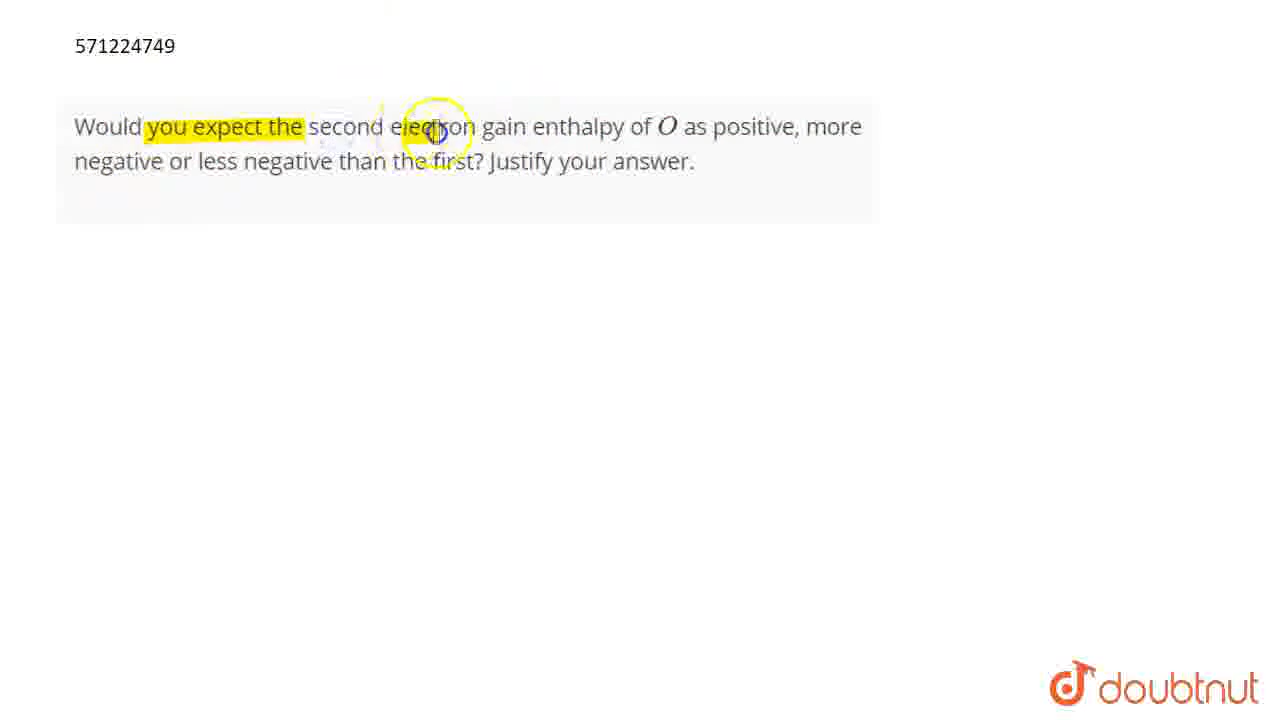 571224749
Would you expect the second electron gain enthalpy of O as positive, more
negative or less negative than the first? Justify your answer.
doubtnut